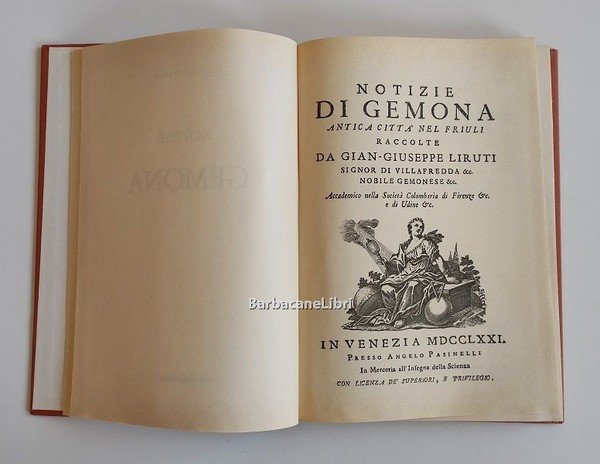 NOTIZIE
GEMONA
NOTIZIE
DI GEMONA
ANTICA CITTA' NEL FRIULI
RACCOLTE
DA GIAN-GIUSEPPE LIRUTI
SIGNOR DI VILLAFREDDA &c.
NOBILE GEMONESE &c.
Accademico nella Società Colombaria di Firenze &c.
e di Udine &c.
BarbacaneLibri
IN VENEZIA MDCCLXXI.
PRESSO ANGELO PASINELLI
In Merceria all'Insegna della Scienza
CON LICENZA DE' SUPERIORI, E PRIVILEGIO.